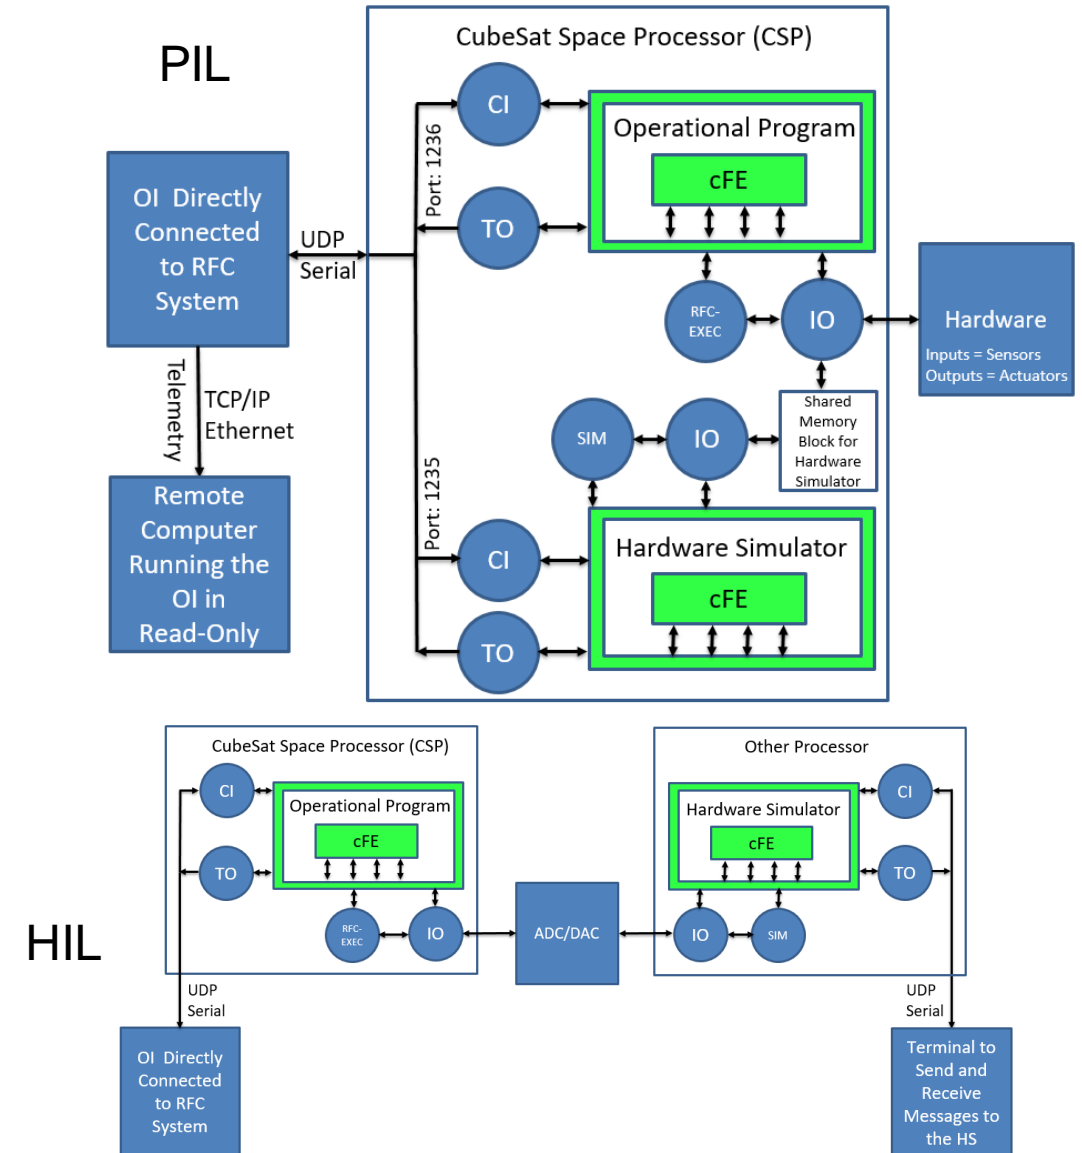 PIL
CubeSat Space Processor (CSP)
CI
Operational Program
cFE
Port: 1236
TO
OI  Directly
Connected
to RFC
System
UDP
Serial
RFC-
EXEC
IO
Hardware
Inputs = Sensors
Outputs = Actuators
Telemetry
TCP/IP
Ethernet
Shared
Memory
Block for
Hardware
Simulator
SIM
IO
Port: 1235
Remote
Computer
Running the
OI in
Read-Only
CI
Hardware Simulator
cFE
TO
HIL
CubeSat Space Processor (CSP)
CI
Operational Program
cFE
TO
RFC-
EXEC
IO
ADC/DAC
Other Processor
Hardware Simulator
cFE
CI
TO
IO
SIM
UDP
Serial
OI  Directly
Connected
to RFC
System
UDP
Serial
Terminal to
Send and
Receive
Messages to
the HS